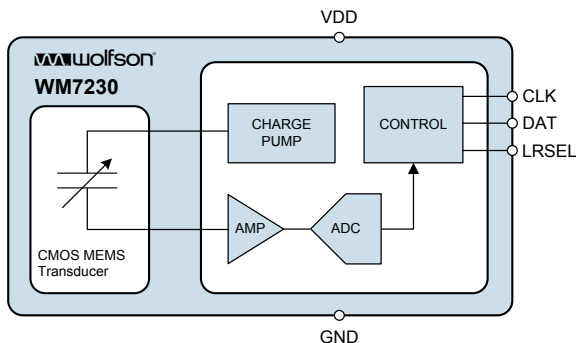 VDD
wolfson
WM7230
CHARGE
PUMP
CONTROL
CLK
DAT
LRSEL
AMP
ADC
CMOS MEMS
Transducer
GND